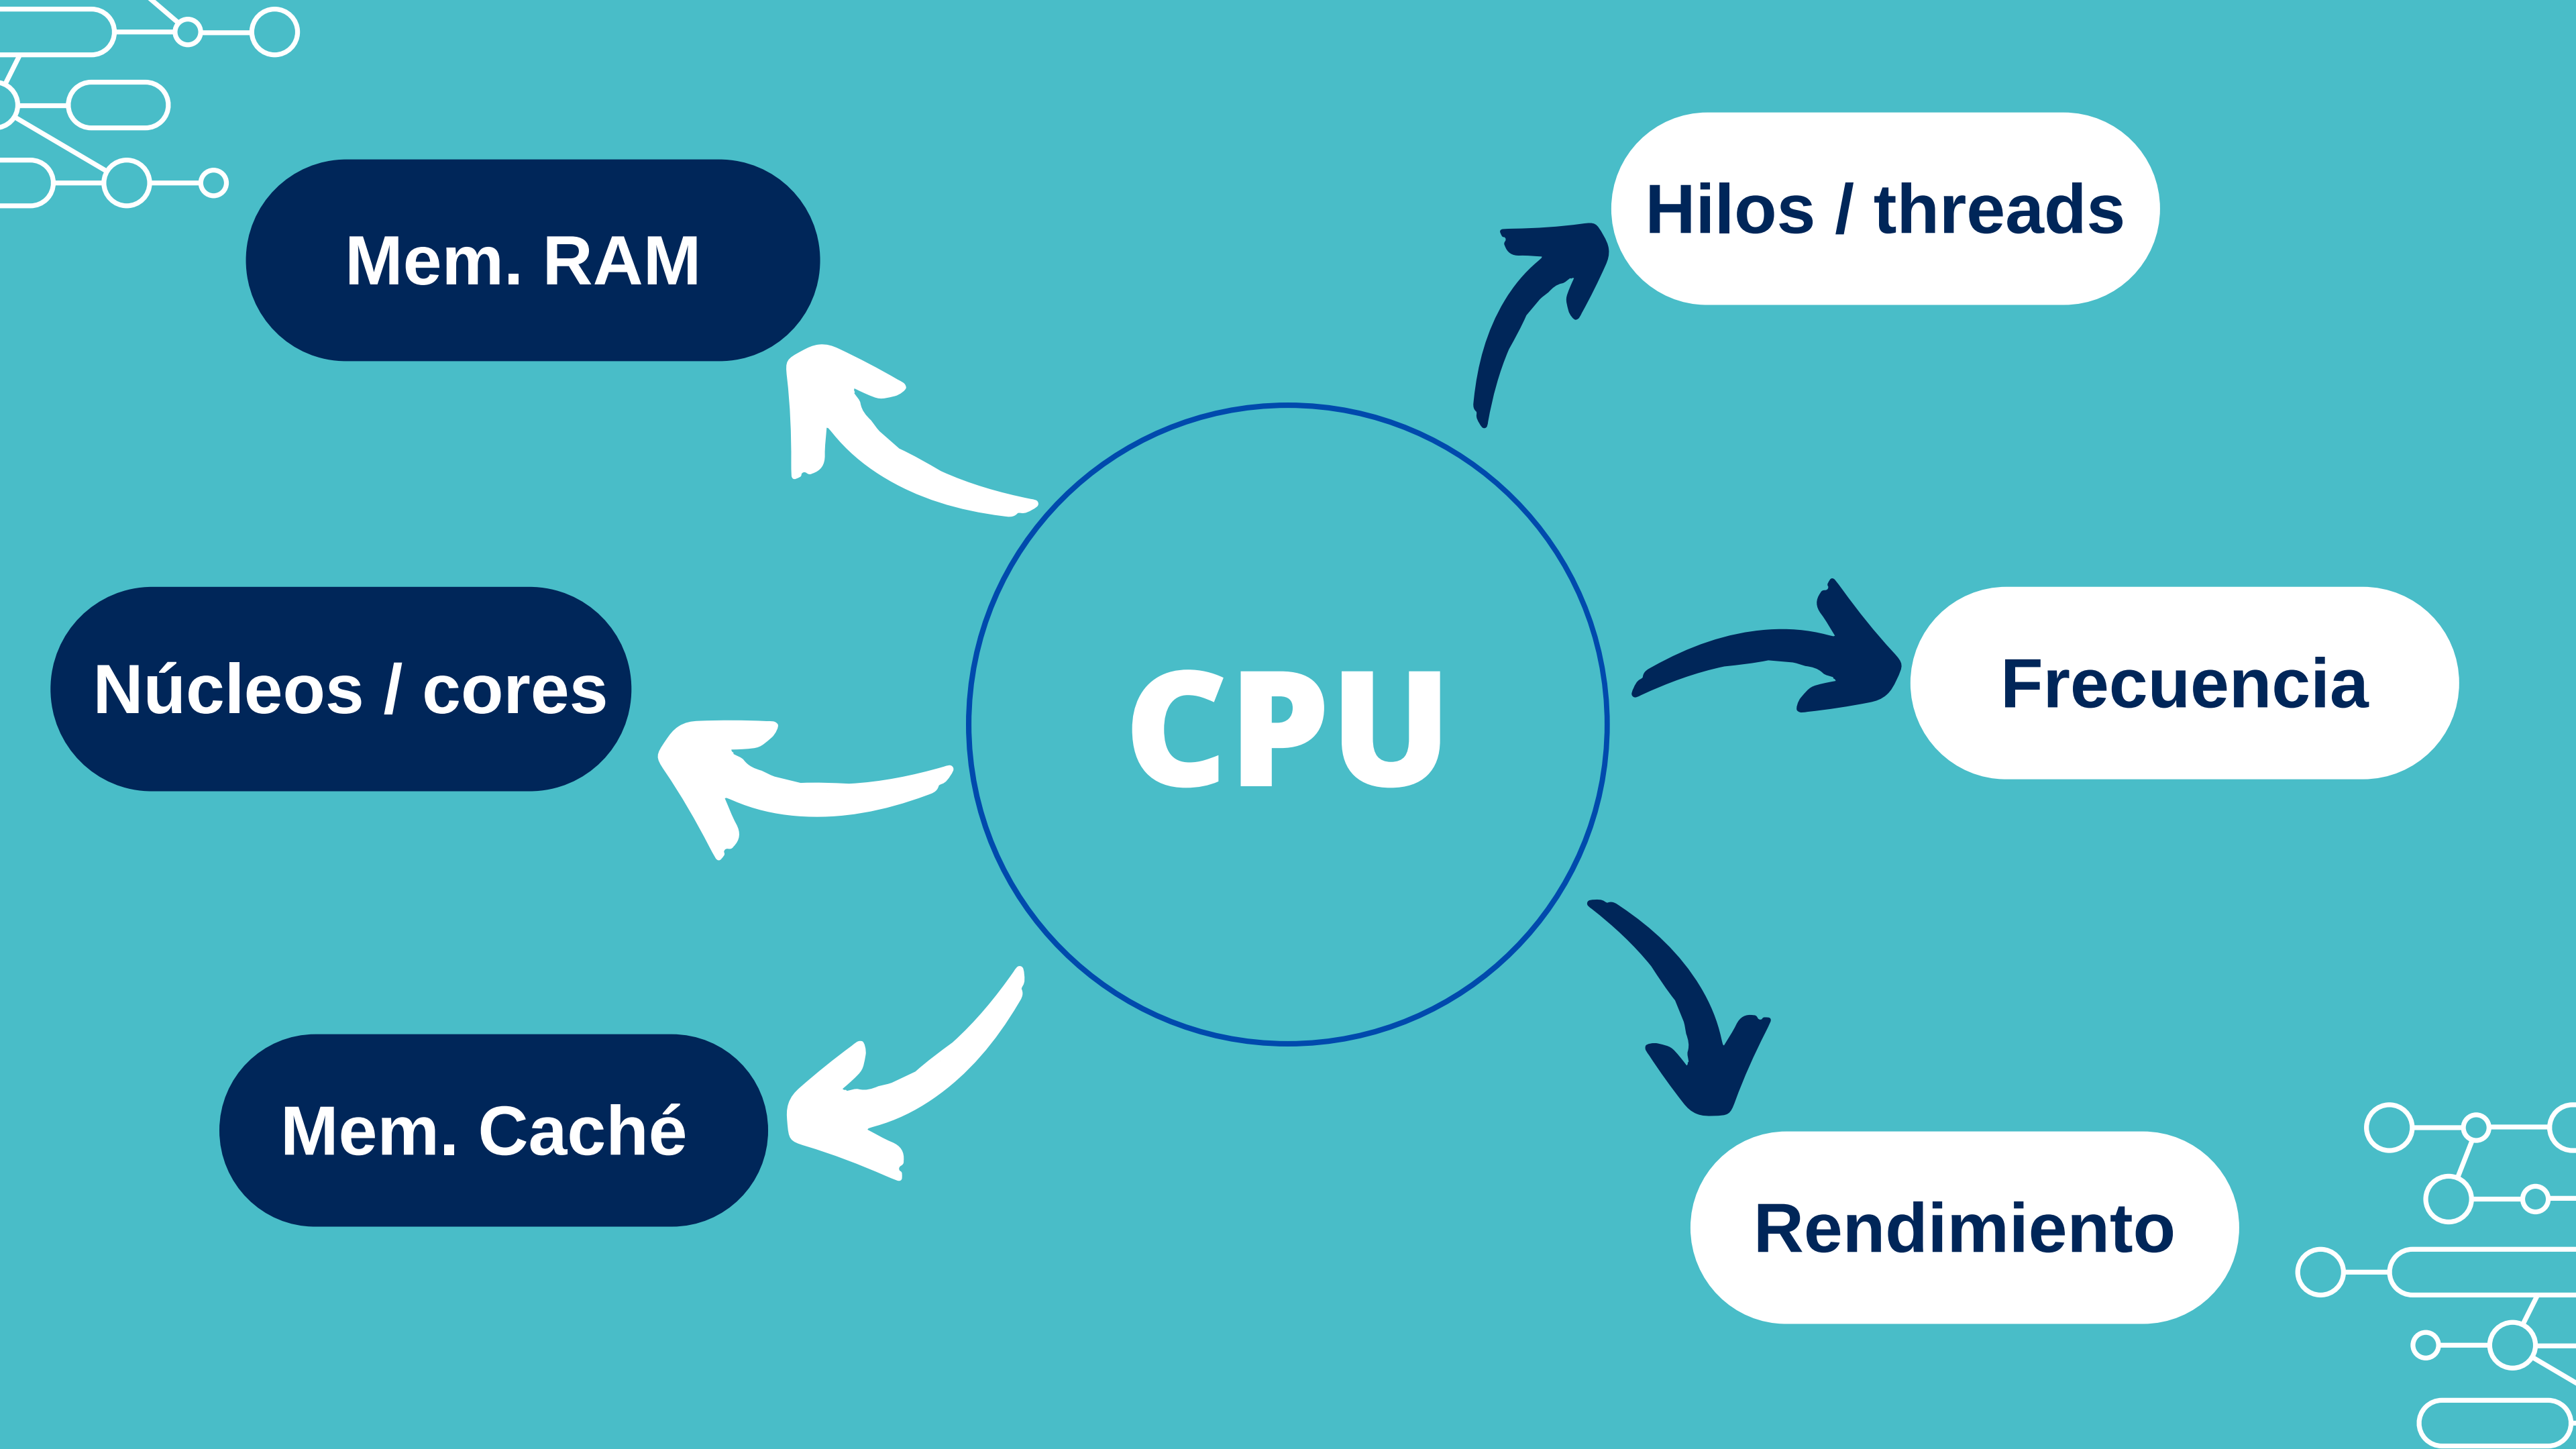 Hilos / threads
Mem. RAM
Núcleos / cores
CPU
Frecuencia
Mem. Caché
Rendimiento